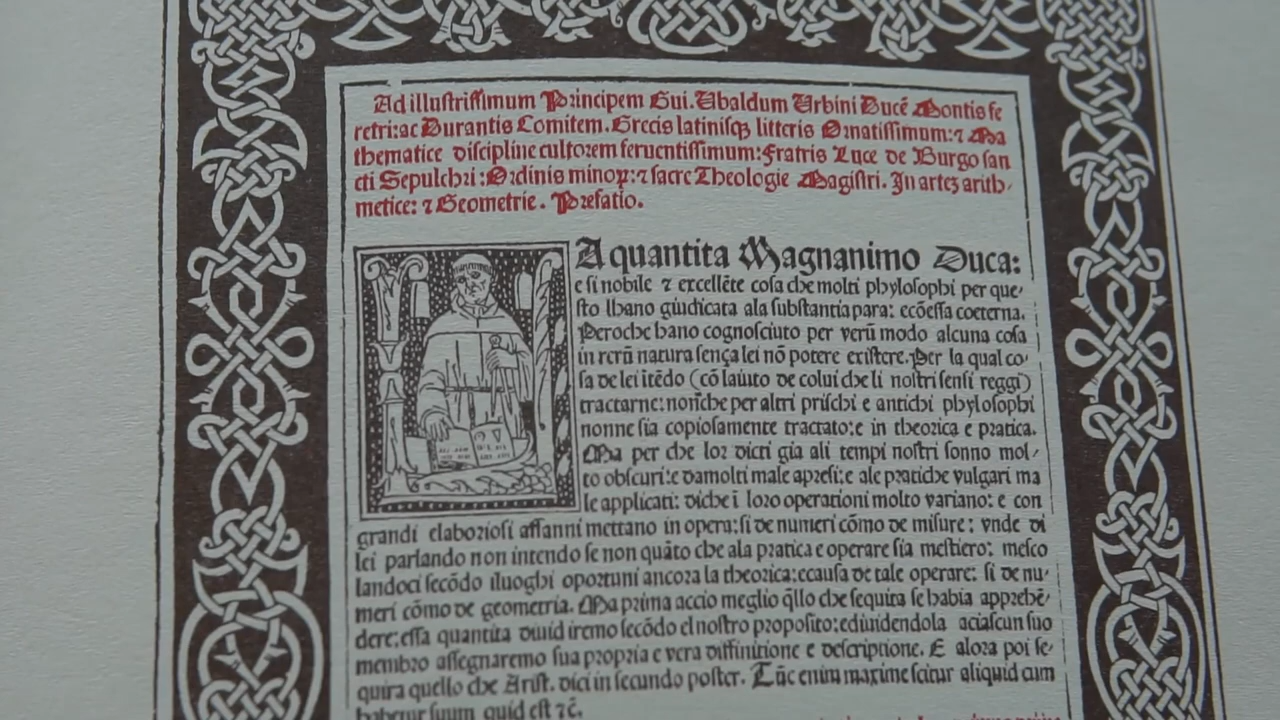 Ad illustrissimum Principem Gui. Ubaldum Urbini Ducē Montis fe
retri: ac Durantis Comitem. Grecis latinisqꝫ litteris Ornatissimum: ⁊ Ma
thematice discipline cultorem feruentissimum: Fratris Luce de Burgo san
cti Sepulchri: Ordinis minoꝝ: ⁊ sacre Theologie Magistri. In artez arith-
metice: ⁊ Geometrie. Prefatio.
A quantita Magnanimo Duca:
e si nobile ⁊ excellēte cosa che molti phylosophi per que-
sto lhano giudicata ala substantia para: ecōessa coeterna.
Peroche hano cognosciuto per verū modo alcuna cosa
in rerū natura sença lei nō potere existere. Per la qual co-
sa de lei itēdo (cō laiuto de colui che li nostri sensi reggi)
tractarne: nonche per altri prischi e antichi phylosophi
nonne sia copiosamente tractato: e in theorica e pratica.
Ma per che lor dicti gia ali tempi nostri sonno mol-
to obscuri: e da molti male apresi: e ale pratiche vulgari ma
le applicati: diche ī loro operationi molto variano: e con
grandi elaboriosi affanni mettano in opera: si de numeri cōmo de misure: vnde di
lei parlando non intendo se non quāto che ala pratica e operare sia mestiero: mesco
landoci secōdo iluoghi oportuni ancora la theorica: ecausa de tale operare: si de nu-
meri cōmo de geometria. Ma prima accio meglio q̄llo che sequita se habia apprehē-
dere: essa quantita diuid iremo secōdo el nostro proposito: ediuidendola aciascun suo
membro assegnaremo sua propria e vera diffinitione e descriptione. E alora poi se-
quira quello che Arist. dici in secundo poster. Tūc enim maxime scitur aliquid cum
habetur suum quid est ⁊c̄.